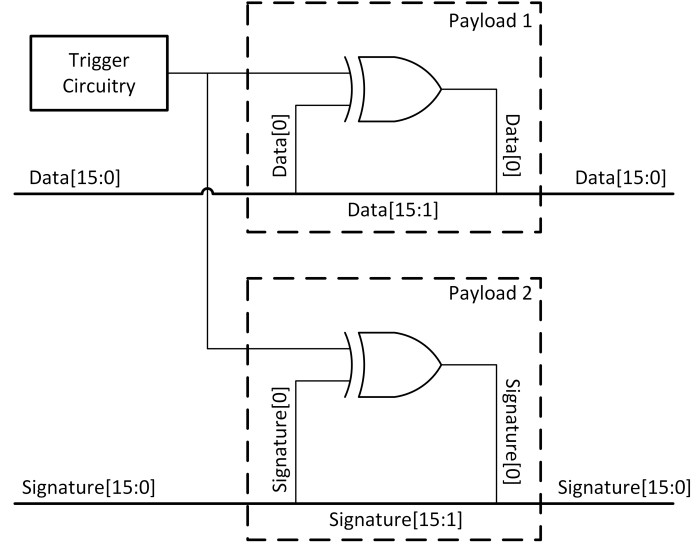 Payload 1
Trigger
Circuitry
Data[0]
Data[0]
Data[15:0]
Data[15:0]
Data[15:1]
Payload 2
Signature[0]
Signature[0]
Signature[15:0]
Signature[15:0]
Signature[15:1]